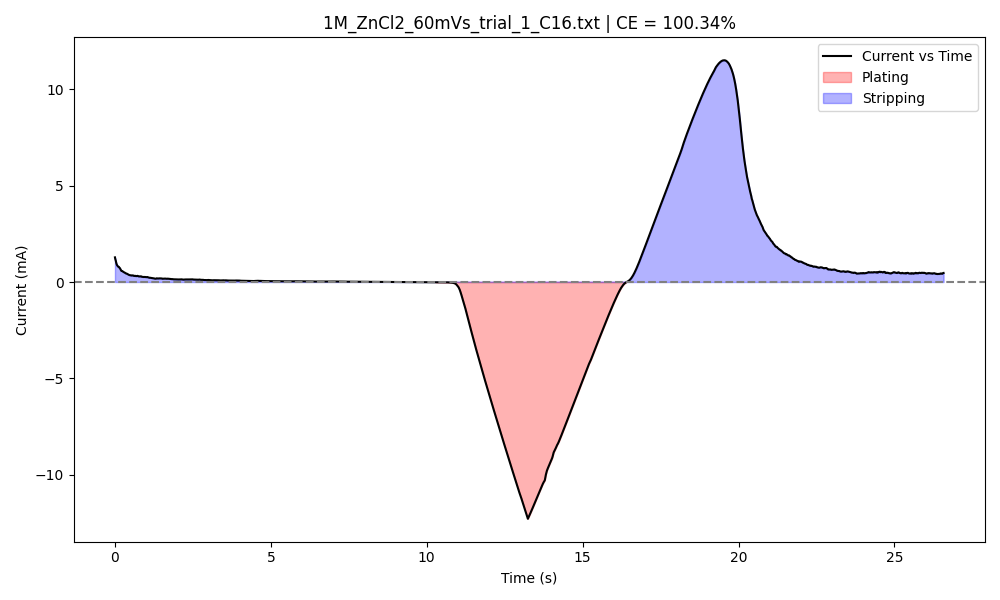 1M_ZnCl2_60mVs_trial_1_C16.txt | CE = 100.34%
Current vs Time
Plating
Stripping
Current (mA)
10
5
0
−5
−10
0 5 10 15 20 25
Time (s)